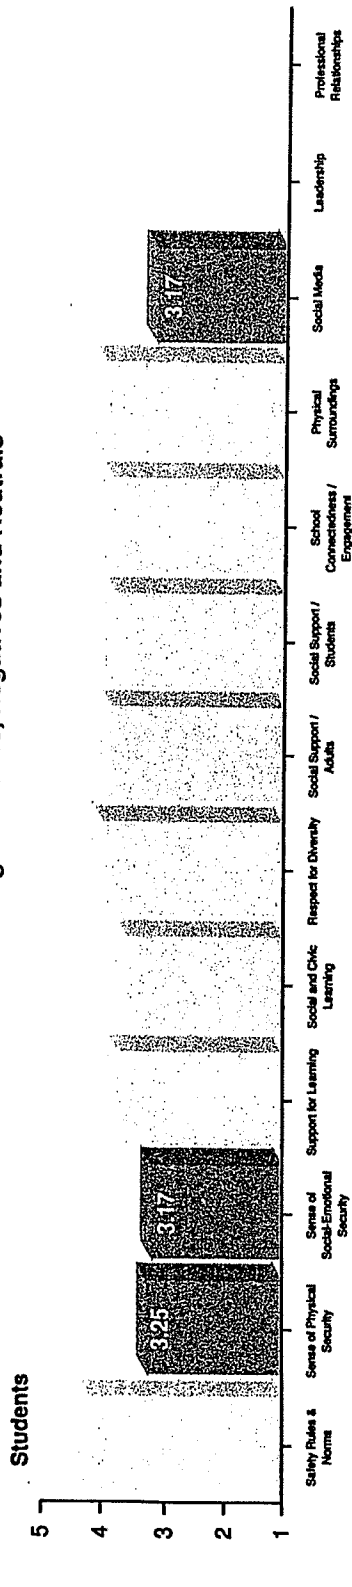 Students
5
4
3
2
1
3.25
3.17
3.17
Safety Rules &
Norms
Sense of Physical
Security
Sense of
Social-Emotional
Security
Support for Learning
Social and Civic
Learning
Respect for Diversity
Social Support /
Adults
Social Support /
Students
School
Connectedness /
Engagement
Physical
Surroundings
Social Media
Leadership
Professional
Relationships